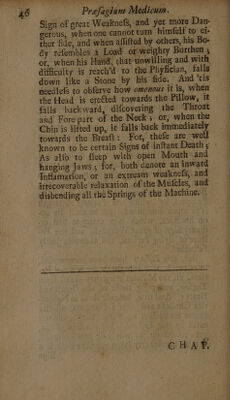 46 Præsagium Medicum.
Sign of great Weakness, and yet more Dan-
gerous, when one cannot turn himself to ei-
ther side, and when assisted by others, his Bo-
dy resembles a Load or weighty Burthen;
or, when his Hand, that unwilling and with
difficulty is reach'd to the Physician, falls
down like a Stone by his side. And 'tis
needless to observe how omenous it is, when
the Head is erected towards the Pillow, it
falls backward, discovering the Throat
and Fore-part of the Neck; or, when the
Chin is lifted up, it falls back immediately
towards the Breast: For, these are well
known to be certain Signs of instant Death;
As also to sleep with open Mouth and
hanging Jaws; for, both denote an inward
Inflamation, or an extream weakness, and
irrecoverable relaxation of the Muscles, and
disbending all the Springs of the Machine.
CHAP.